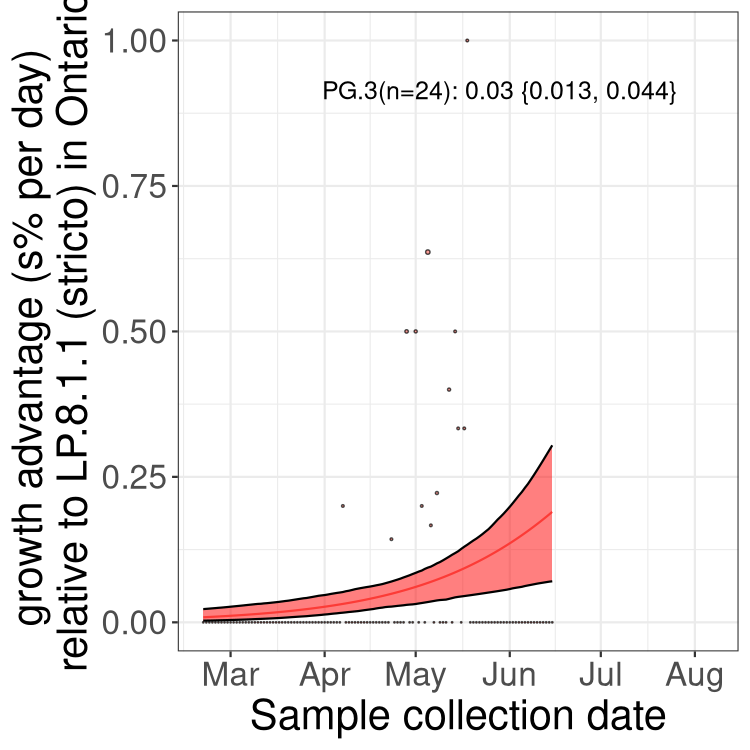 growth advantage (s% per day)
relative to LP.8.1.1 (stricto) in Ontario
1.00
0.75
0.50
0.25
0.00
PG.3(n=24): 0.03 {0.013, 0.044}
Mar Apr May Jun Jul Aug
Sample collection date